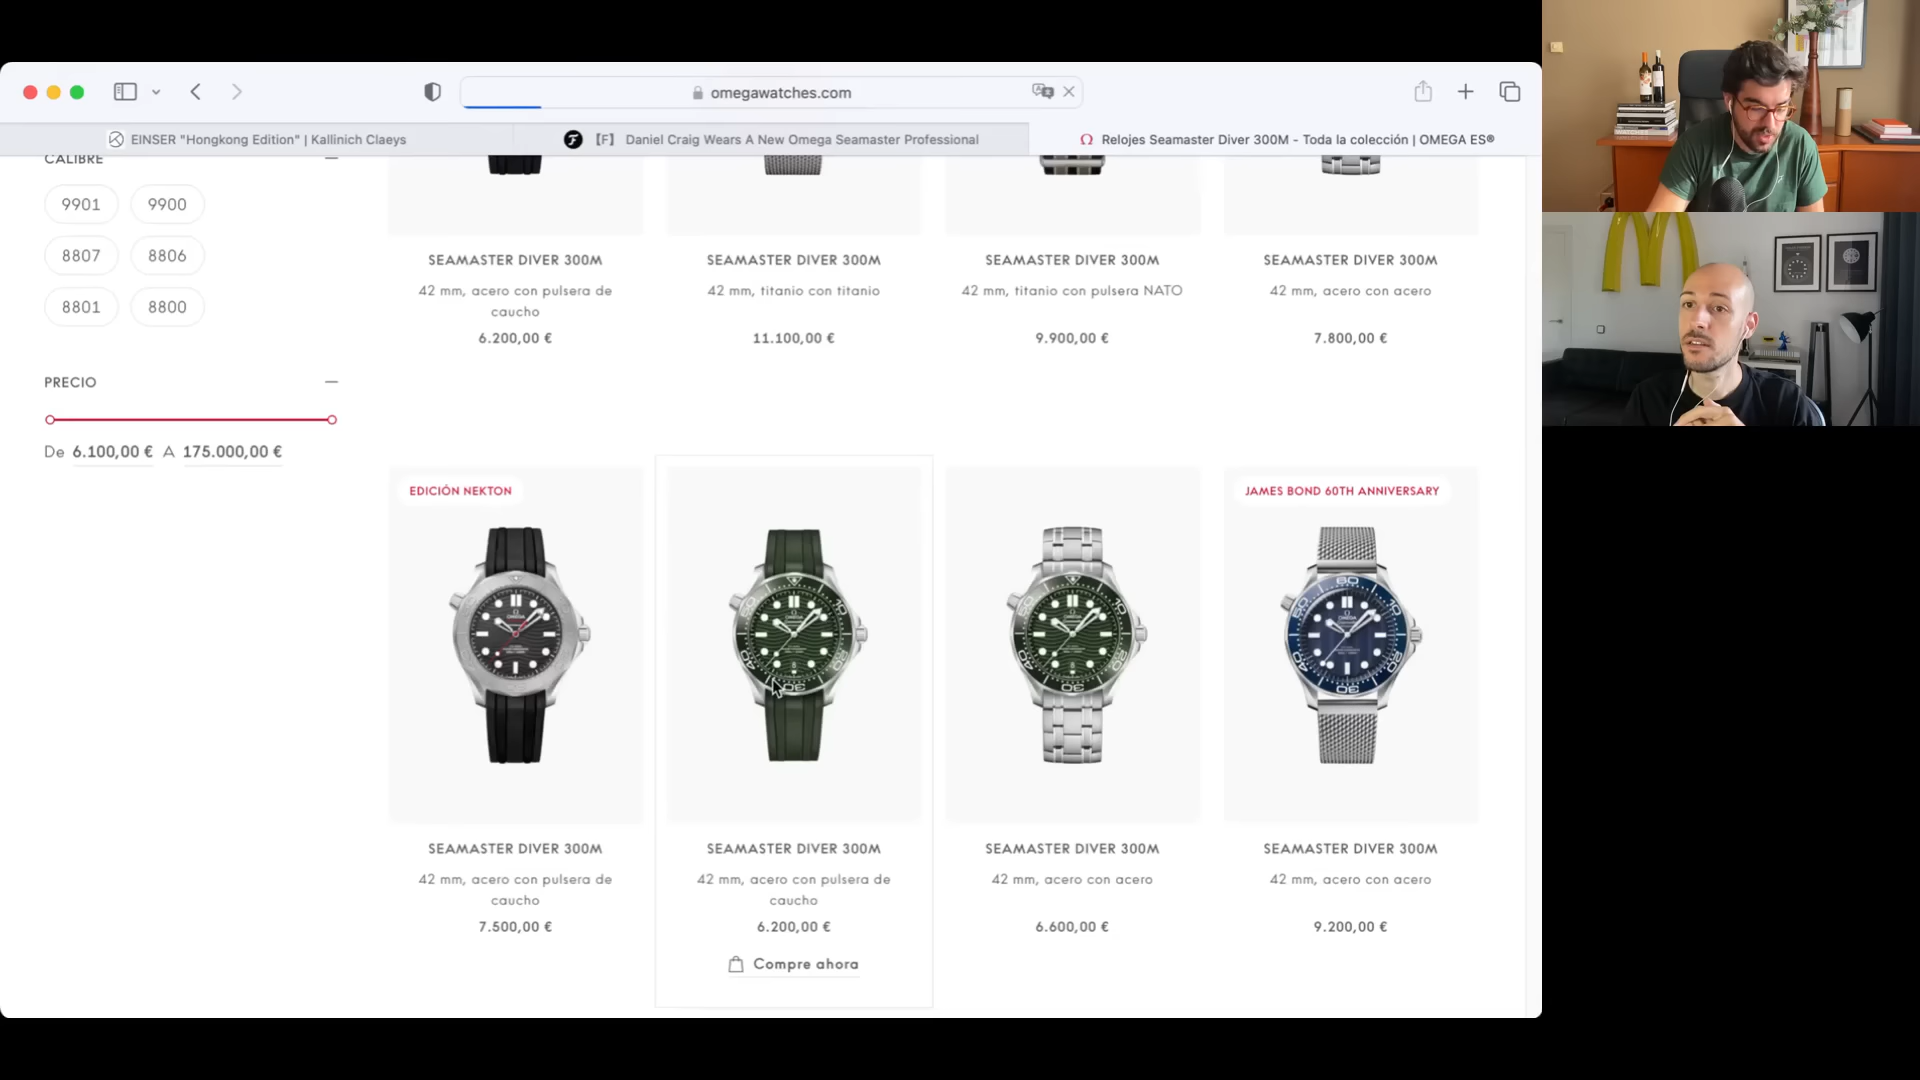 omegawatches.com
EINSER "Hongkong Edition" | Kallinich Claeys
[F] Daniel Craig Wears A New Omega Seamaster Professional
Relojes Seamaster Diver 300M - Toda la colección | OMEGA ES®
CALIBRE
9901 9900
8807 8806
8801 8800
PRECIO
De 6.100,00 € A 175.000,00 €
SEAMASTER DIVER 300M
42 mm, acero con pulsera de
caucho
6.200,00 €
SEAMASTER DIVER 300M
42 mm, titanio con titanio
11.100,00 €
SEAMASTER DIVER 300M
42 mm, titanio con pulsera NATO
9.900,00 €
SEAMASTER DIVER 300M
42 mm, acero con acero
7.800,00 €
EDICIÓN NEKTON
SEAMASTER DIVER 300M
42 mm, acero con pulsera de
caucho
7.500,00 €
SEAMASTER DIVER 300M
42 mm, acero con pulsera de
caucho
6.200,00 €
Compre ahora
SEAMASTER DIVER 300M
42 mm, acero con acero
6.600,00 €
JAMES BOND 60TH ANNIVERSARY
SEAMASTER DIVER 300M
42 mm, acero con acero
9.200,00 €